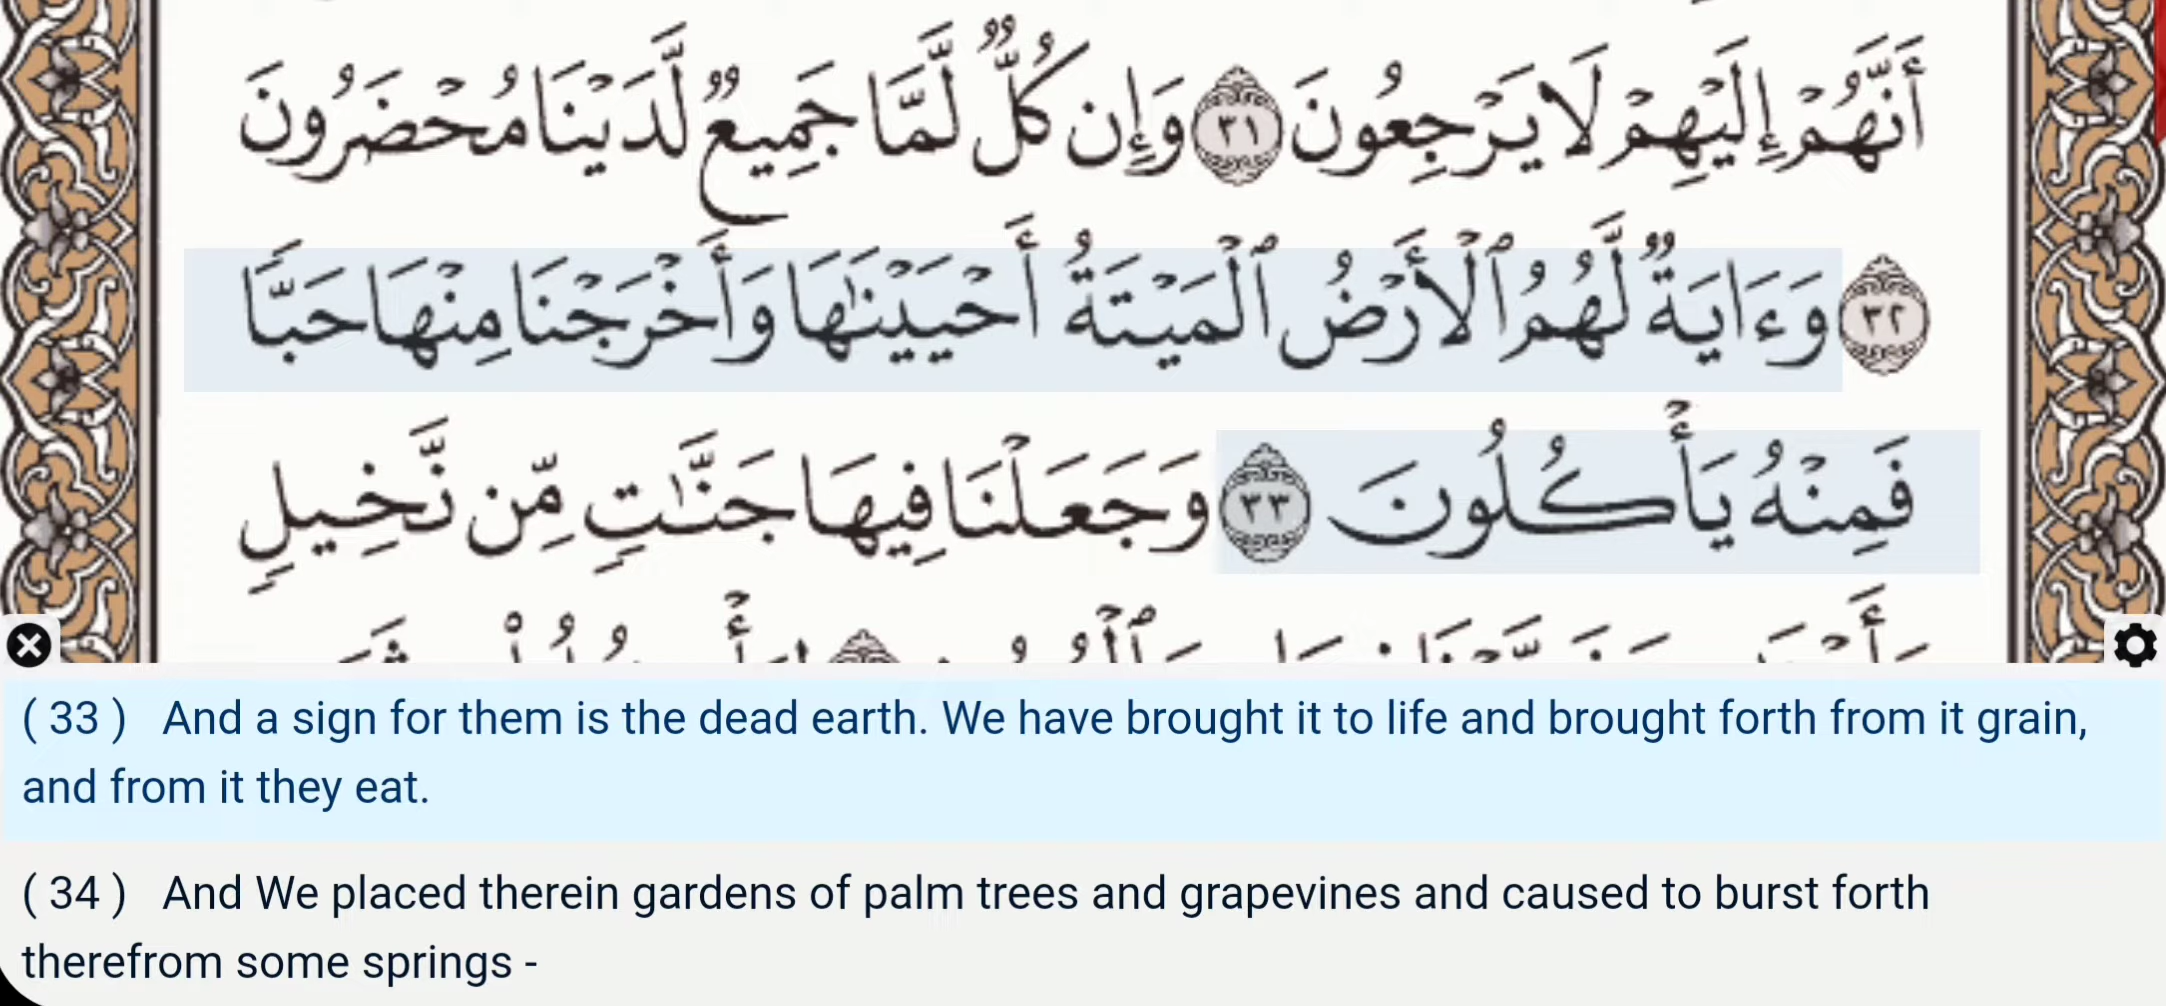 أَنَّهُمْ إِلَيْهِمْ لَا يَرْجِعُونَ ٣١ وَإِن كُلٌّ لَّمَّا جَمِيعٌ لَّدَيْنَا مُحْضَرُونَ
٣٢ وَءَايَةٌ لَّهُمُ ٱلْأَرْضُ ٱلْمَيْتَةُ أَحْيَيْنَٰهَا وَأَخْرَجْنَا مِنْهَا حَبًّا
فَمِنْهُ يَأْكُلُونَ ٣٣ وَجَعَلْنَا فِيهَا جَنَّٰتٍ مِّن نَّخِيلٍ
( 33 ) And a sign for them is the dead earth. We have brought it to life and brought forth from it grain,
and from it they eat.
( 34 ) And We placed therein gardens of palm trees and grapevines and caused to burst forth
therefrom some springs -